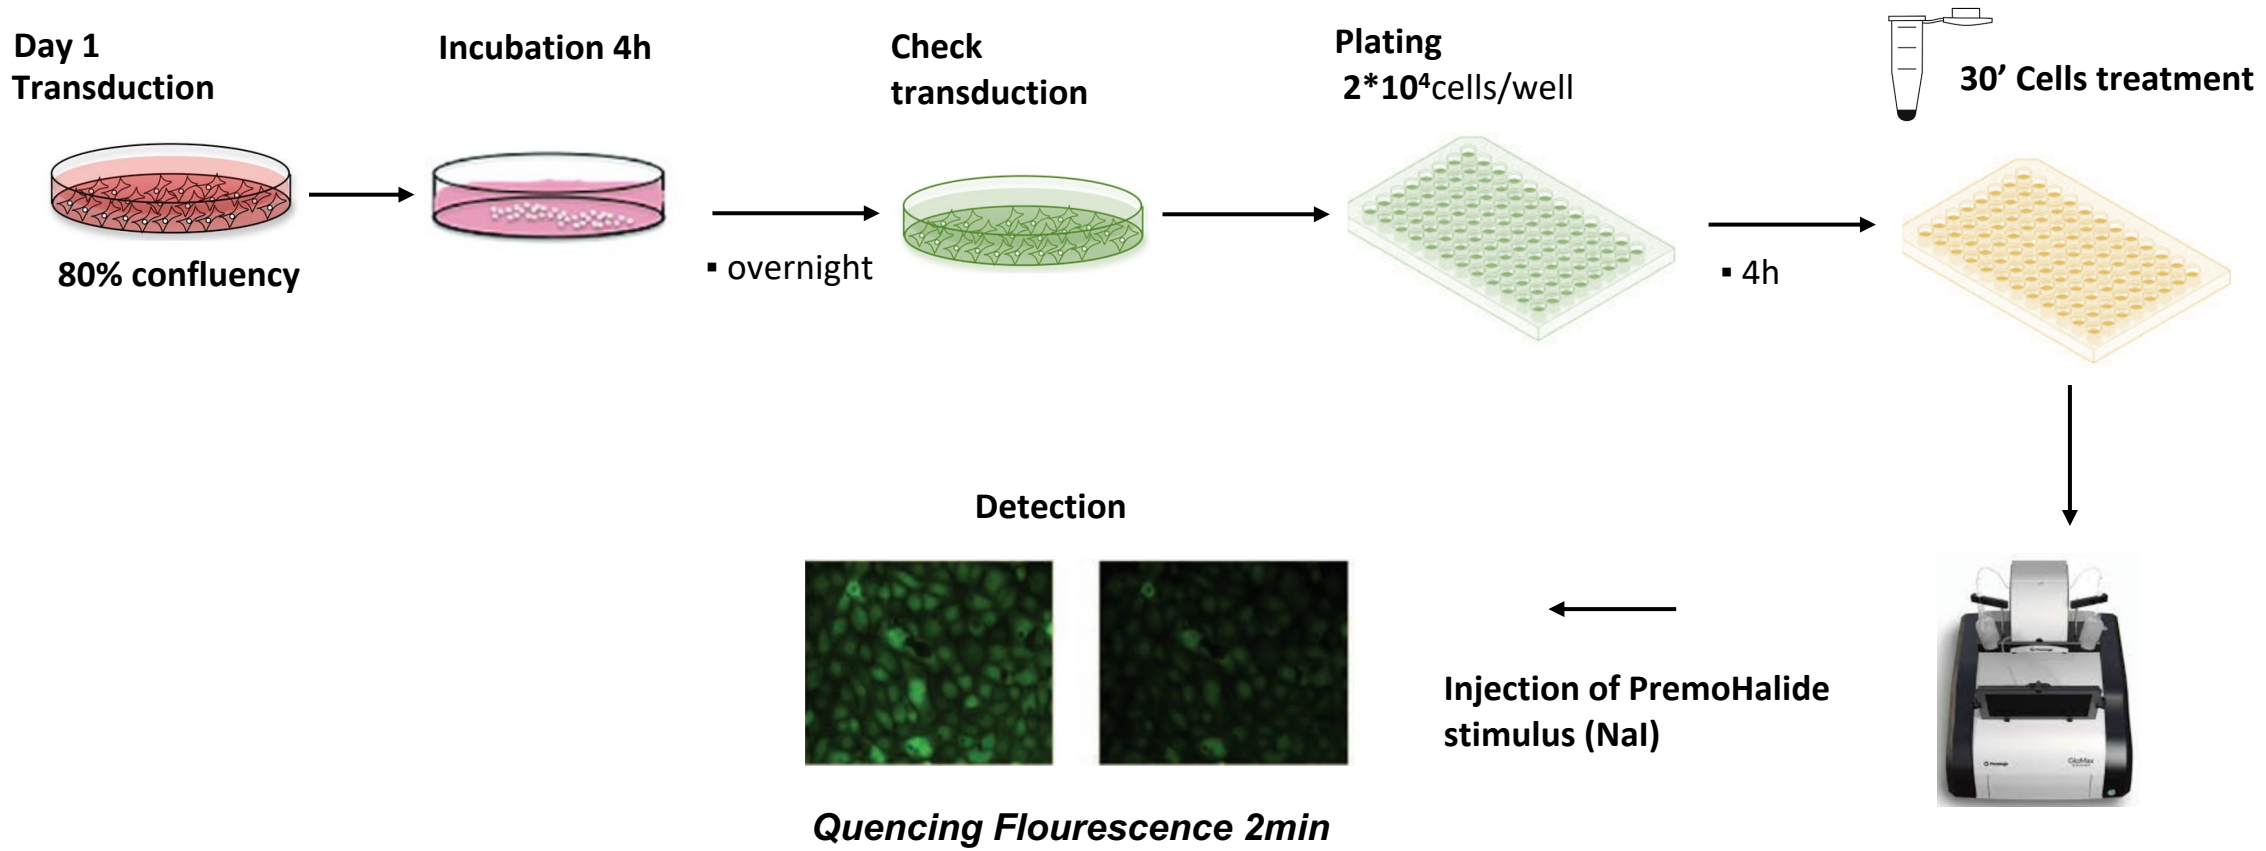 Day 1
Transduction
80% confluency
Incubation 4h
▪ overnight
Check
transduction
Plating
2*10⁴cells/well
▪ 4h
30’ Cells treatment
Injection of PremoHalide
stimulus (NaI)
GloMax
Detection
Quencing Flourescence 2min